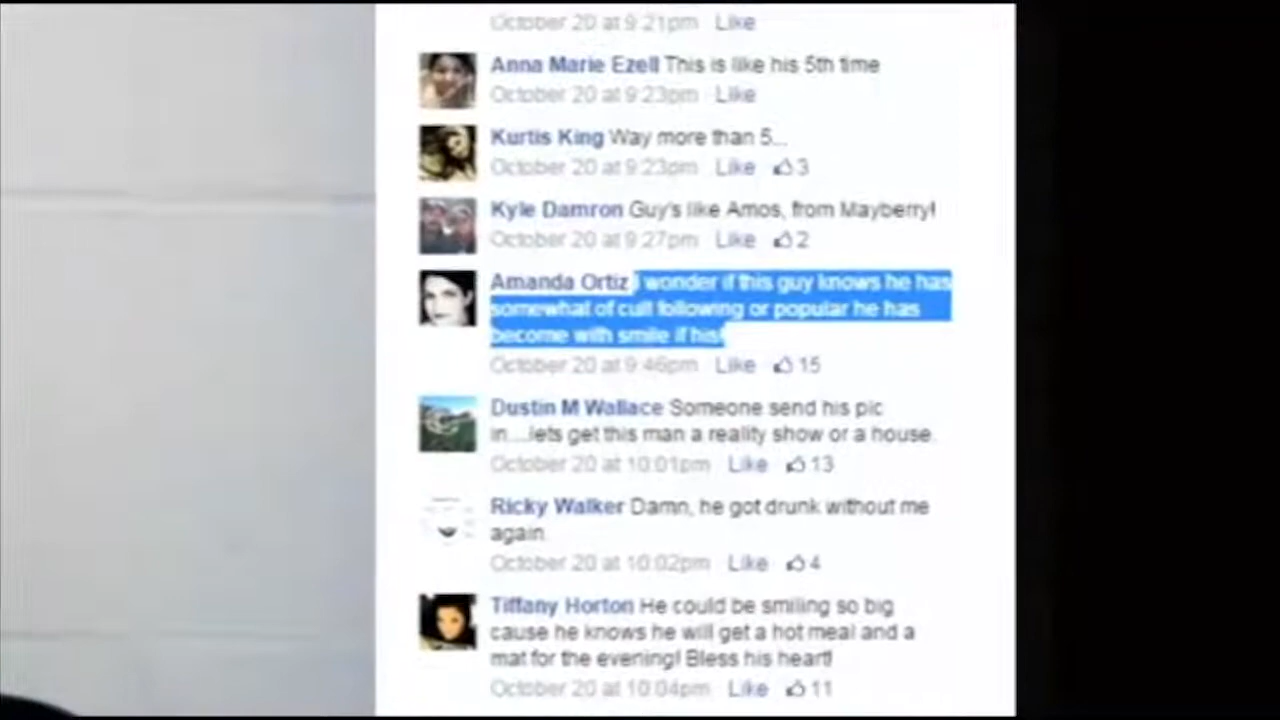 October 20 at 9:21pm Like
Anna Marie Ezell This is like his 5th time
October 20 at 9:23pm Like
Kurtis King Way more than 5...
October 20 at 9:23pm Like 3
Kyle Damron Guy's like Amos, from Mayberry!
October 20 at 9:27pm Like 2
Amanda Ortiz I wonder if this guy knows he has
somewhat of cult following or popular he has
become with smile if his!
October 20 at 9:46pm Like 15
Dustin M Wallace Someone send his pic
in....lets get this man a reality show or a house.
October 20 at 10:01pm Like 13
Ricky Walker Damn, he got drunk without me
again.
October 20 at 10:02pm Like 4
Tiffany Horton He could be smiling so big
cause he knows he will get a hot meal and a
mat for the evening! Bless his heart!
October 20 at 10:04pm Like 11